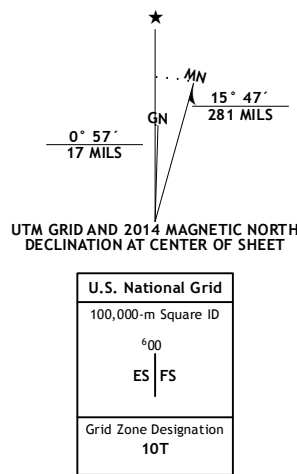 ★
MN
GN
15° 47´
281 MILS
0° 57´
17 MILS
UTM GRID AND 2014 MAGNETIC NORTH
DECLINATION AT CENTER OF SHEET
U.S. National Grid
100,000-m Square ID
⁶00
ES FS
Grid Zone Designation
10T